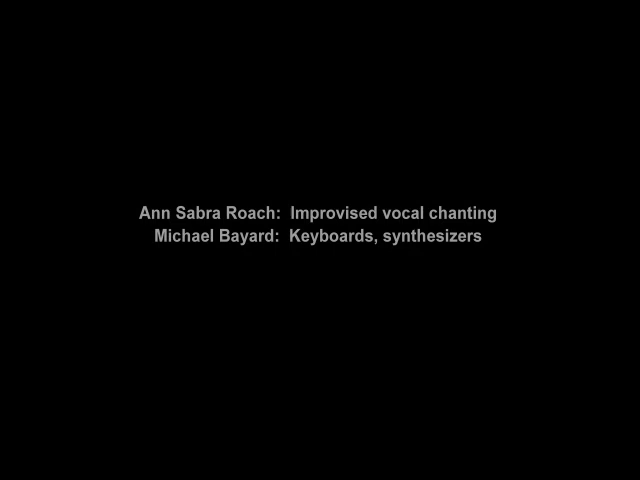 Ann Sabra Roach:  Improvised vocal chanting
Michael Bayard:  Keyboards, synthesizers